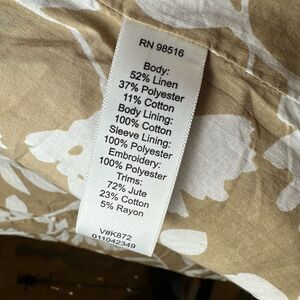 RN 98516
Body:
52% Linen
37% Polyester
11% Cotton
Body Lining:
100% Cotton
Sleeve Lining:
100% Polyester
Embroidery:
100% Polyester
Trims:
72% Jute
23% Cotton
5% Rayon
V#K872
011042349